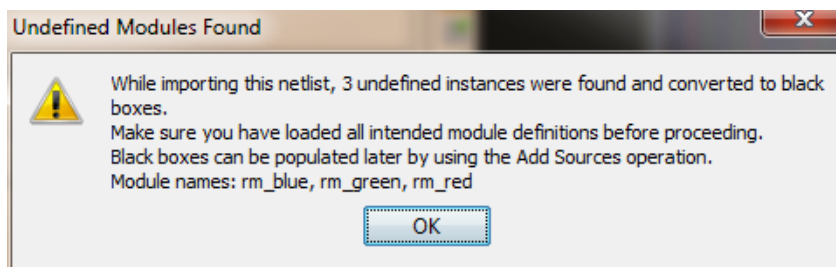 Undefined Modules Found
While importing this netlist, 3 undefined instances were found and converted to black
boxes.
Make sure you have loaded all intended module definitions before proceeding.
Black boxes can be populated later by using the Add Sources operation.
Module names: rm_blue, rm_green, rm_red
OK